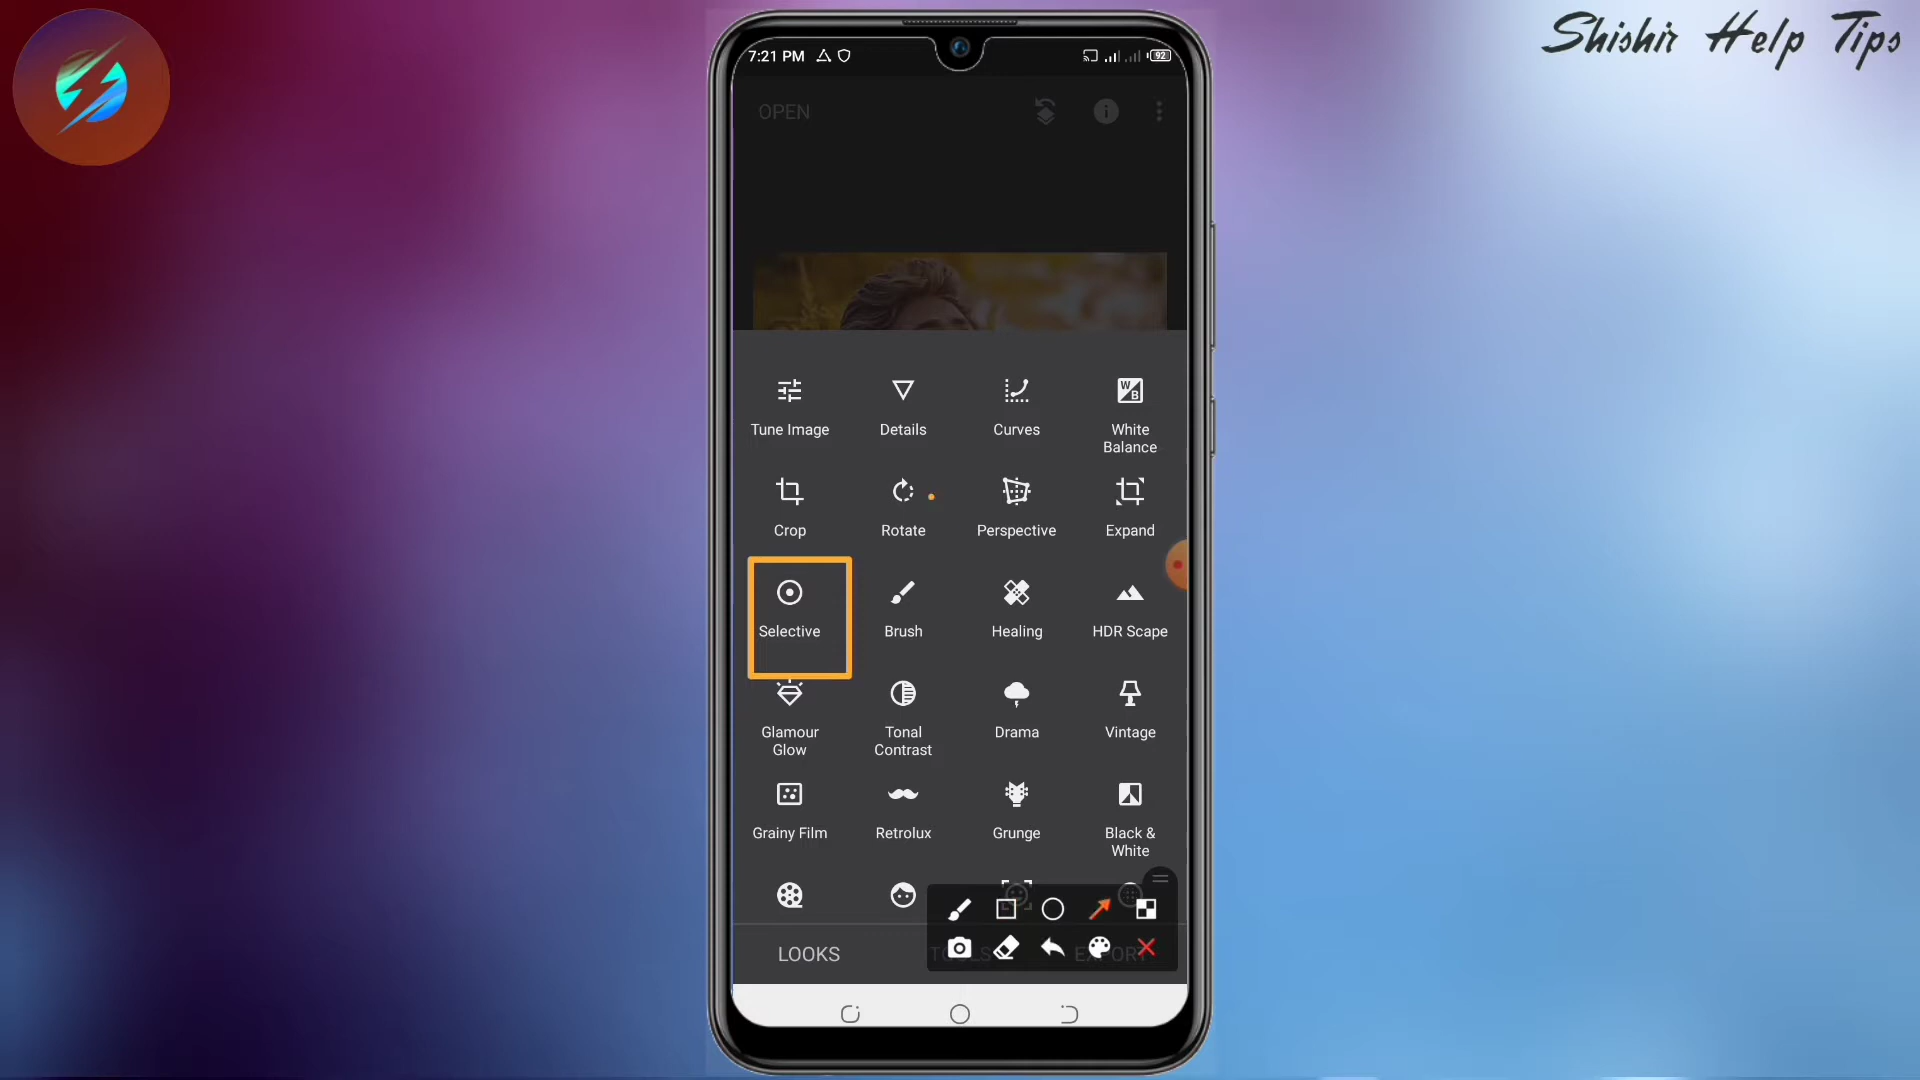 Shishir Help Tips
7:21 PM
92
OPEN
Tune Image
Details
Curves
W
B
White
Balance
Crop
Rotate
Perspective
Expand
Selective
Brush
Healing
HDR Scape
Glamour
Glow
Tonal
Contrast
Drama
Vintage
Grainy Film
Retrolux
Grunge
Black &
White
LOOKS
TOOLS
EXPORT